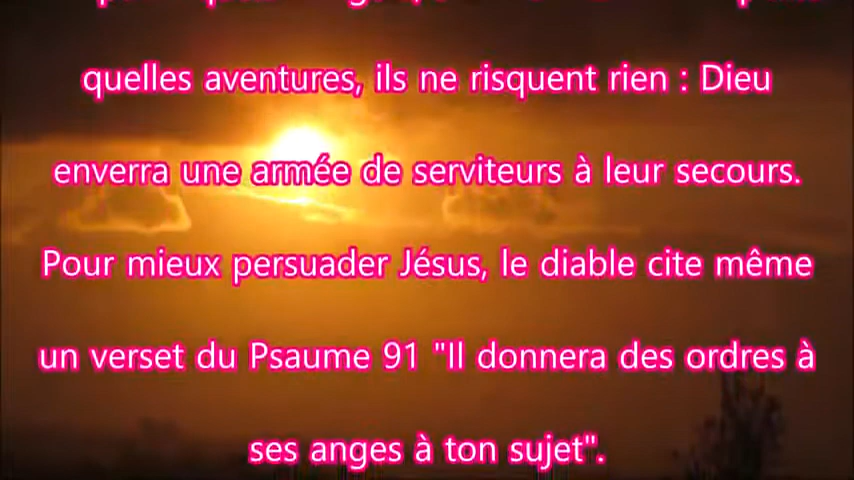 quelles aventures, ils ne risquent rien : Dieu
enverra une armée de serviteurs à leur secours.
Pour mieux persuader Jésus, le diable cite même
un verset du Psaume 91 "Il donnera des ordres à
ses anges à ton sujet".